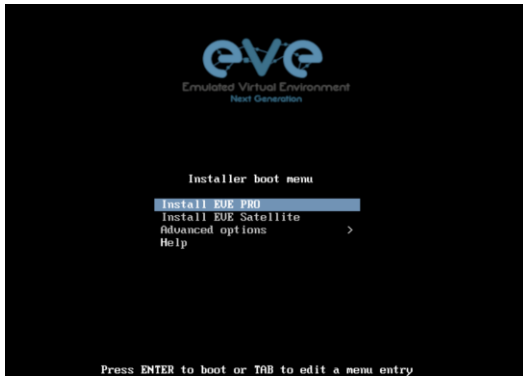 eve
Emulated Virtual Environment
Next Generation
Installer boot menu
Install EVE PRO
Install EVE Satellite
Advanced options >
Help
Press ENTER to boot or TAB to edit a menu entry